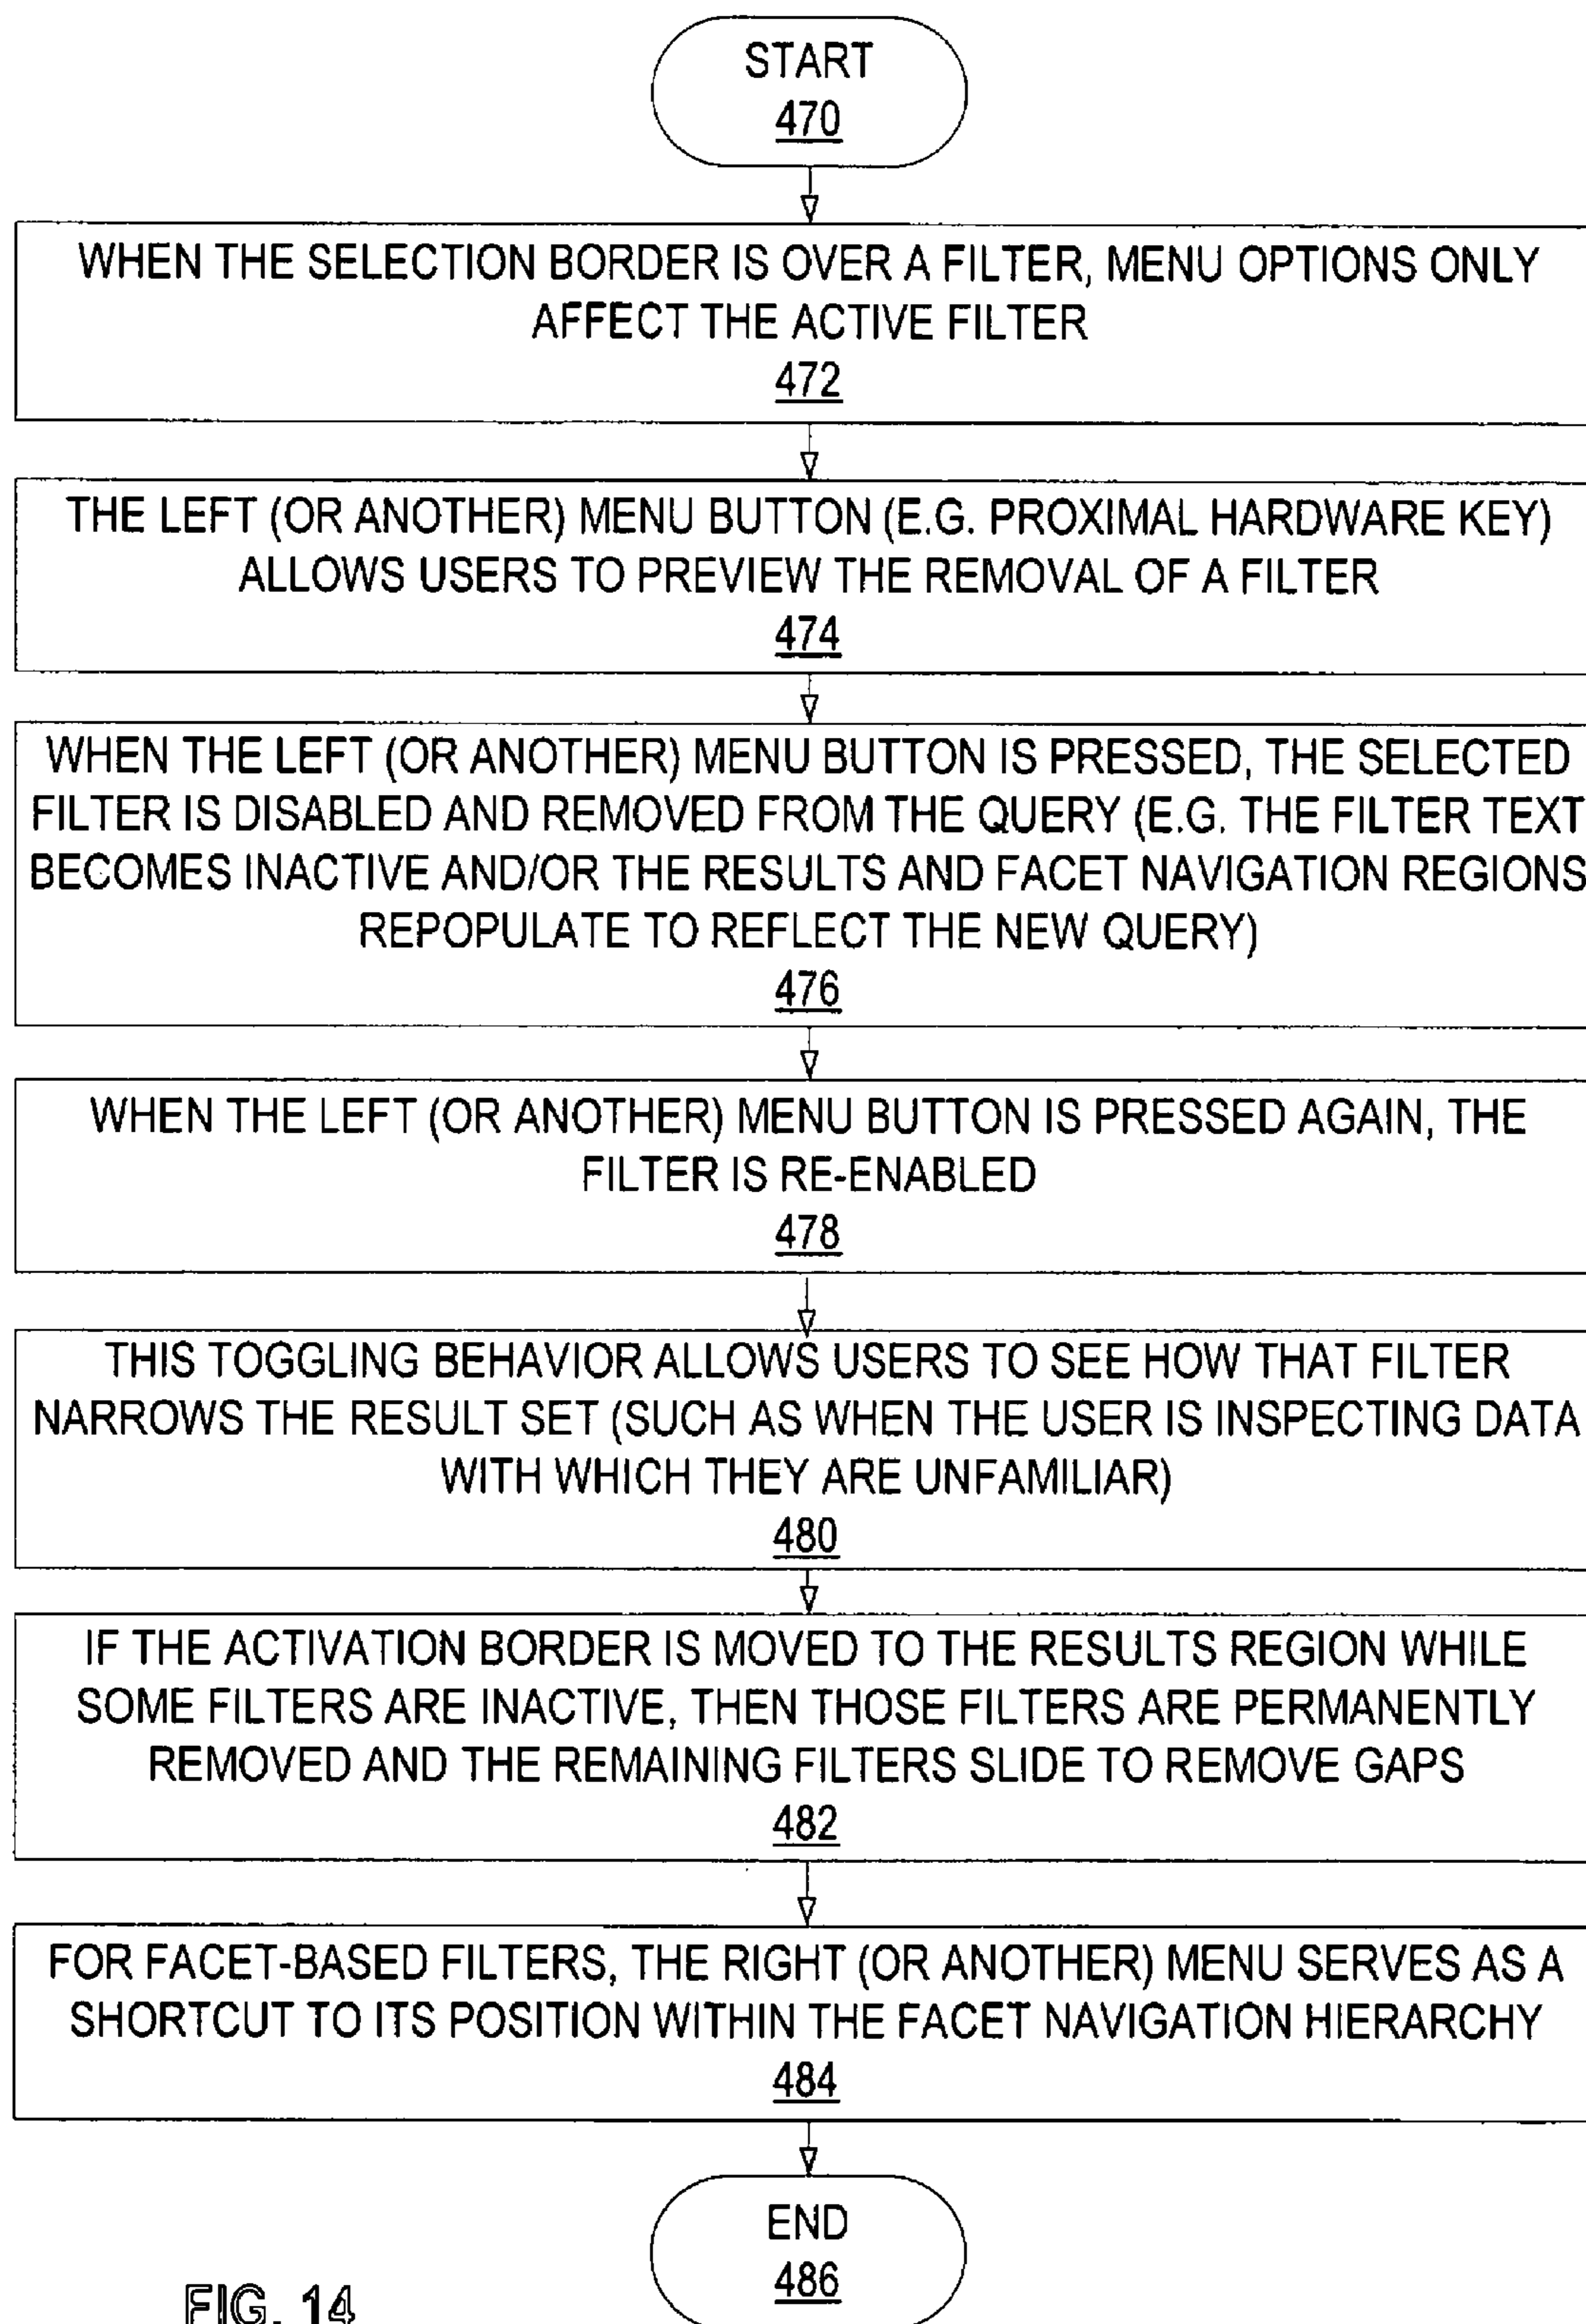 START
470
WHEN THE SELECTION BORDER IS OVER A FILTER, MENU OPTIONS ONLY
AFFECT THE ACTIVE FILTER
472
THE LEFT (OR ANOTHER) MENU BUTTON (E.G. PROXIMAL HARDWARE KEY)
ALLOWS USERS TO PREVIEW THE REMOVAL OF A FILTER
474
WHEN THE LEFT (OR ANOTHER) MENU BUTTON IS PRESSED, THE SELECTED
FILTER IS DISABLED AND REMOVED FROM THE QUERY (E.G. THE FILTER TEXT
BECOMES INACTIVE AND/OR THE RESULTS AND FACET NAVIGATION REGIONS
REPOPULATE TO REFLECT THE NEW QUERY)
476
WHEN THE LEFT (OR ANOTHER) MENU BUTTON IS PRESSED AGAIN, THE
FILTER IS RE-ENABLED
478
THIS TOGGLING BEHAVIOR ALLOWS USERS TO SEE HOW THAT FILTER
NARROWS THE RESULT SET (SUCH AS WHEN THE USER IS INSPECTING DATA
WITH WHICH THEY ARE UNFAMILIAR)
480
IF THE ACTIVATION BORDER IS MOVED TO THE RESULTS REGION WHILE
SOME FILTERS ARE INACTIVE, THEN THOSE FILTERS ARE PERMANENTLY
REMOVED AND THE REMAINING FILTERS SLIDE TO REMOVE GAPS
482
FOR FACET-BASED FILTERS, THE RIGHT (OR ANOTHER) MENU SERVES AS A
SHORTCUT TO ITS POSITION WITHIN THE FACET NAVIGATION HIERARCHY
484
END
486
FIG. 14